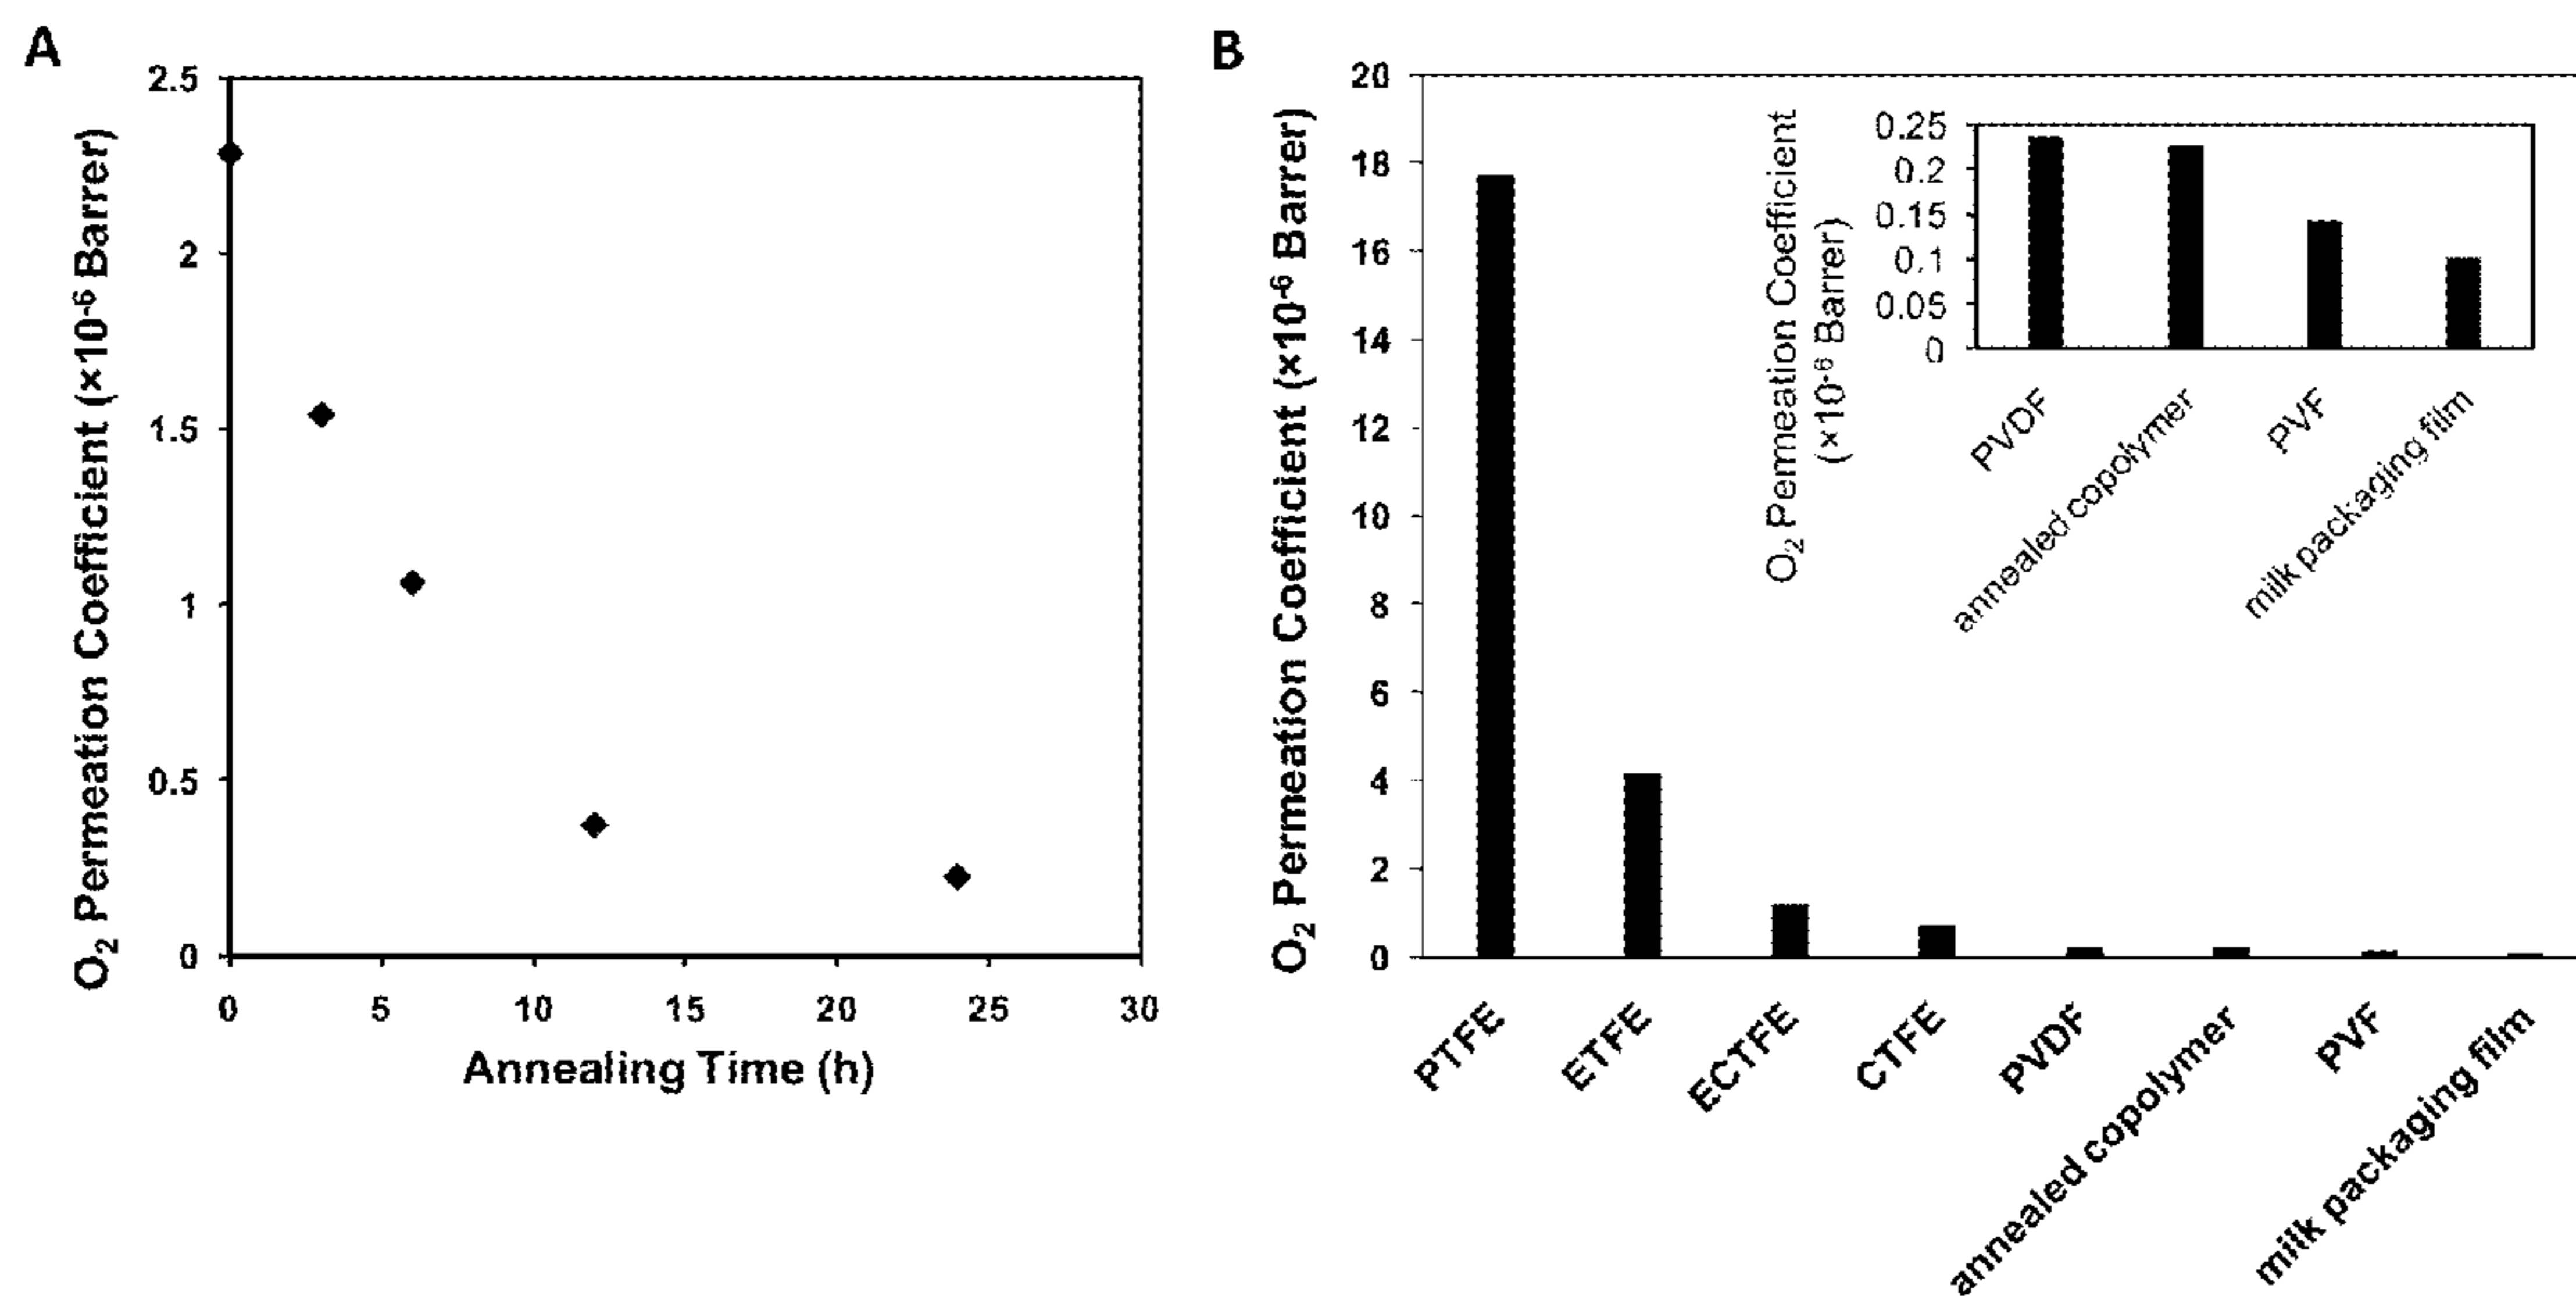 A
O₂ Permeation Coefficient (×10⁻⁶ Barrer)
2.5
2
1.5
1
0.5
0
0 5 10 15 20 25 30
Annealing Time (h)
B
O₂ Permeation Coefficient (×10⁻⁶ Barrer)
20
18
16
14
12
10
8
6
4
2
0
PTFE
ETFE
ECTFE
CTFE
PVDF
annealed copolymer
PVF
milk packaging film
O₂ Permeation Coefficient
(×10⁻⁶ Barrer)
0.25
0.2
0.15
0.1
0.05
0
PVDF
annealed copolymer
PVF
milk packaging film